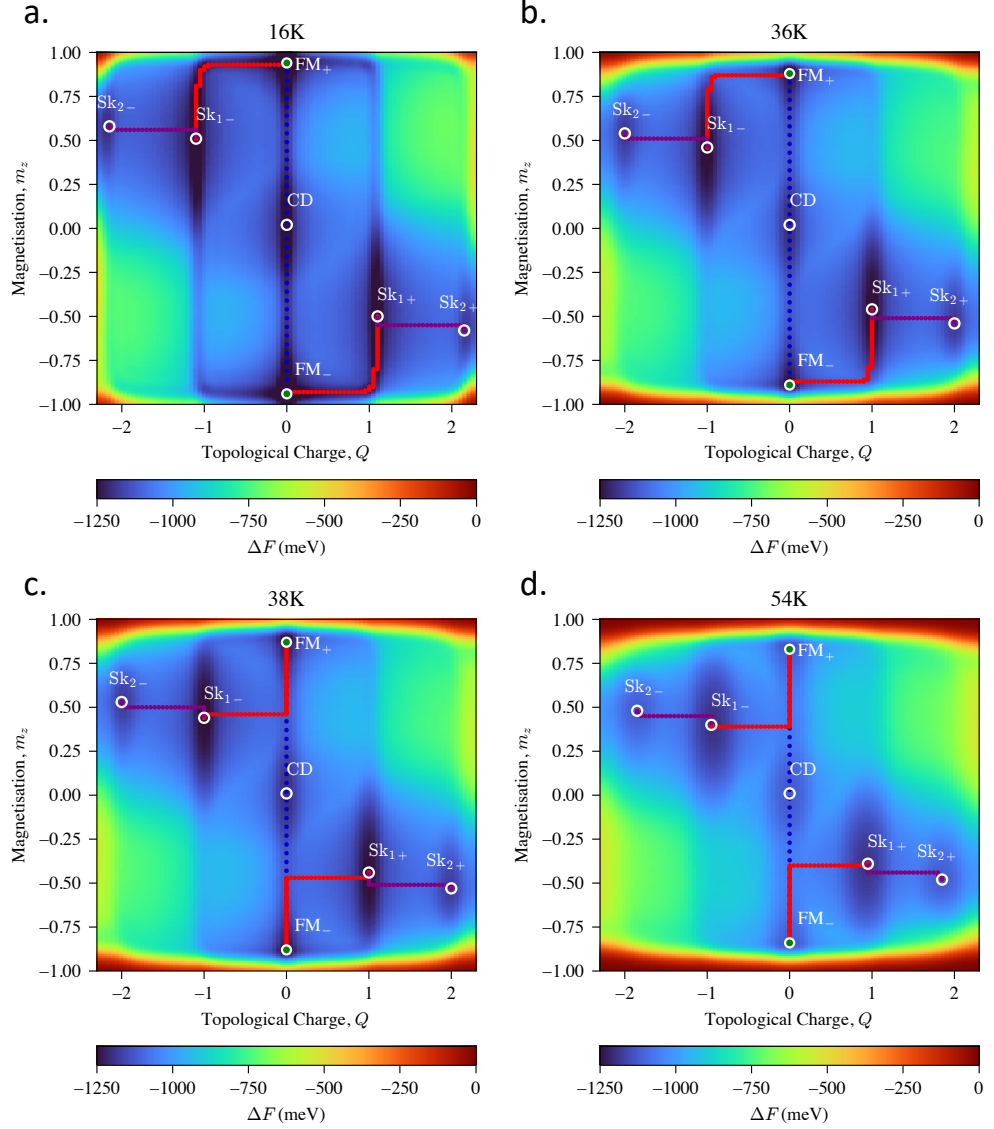 a.
16K
1.00
0.75
0.50
0.25
0.00
−0.25
−0.50
−0.75
−1.00
Magnetisation, m_z
FM₊
Sk₂₋
Sk₁₋
CD
Sk₁₊
Sk₂₊
FM₋
−2 −1 0 1 2
Topological Charge, Q
−1250 −1000 −750 −500 −250 0
ΔF (meV)
b.
36K
1.00
0.75
0.50
0.25
0.00
−0.25
−0.50
−0.75
−1.00
Magnetisation, m_z
FM₊
Sk₂₋
Sk₁₋
CD
Sk₁₊
Sk₂₊
FM₋
−2 −1 0 1 2
Topological Charge, Q
−1250 −1000 −750 −500 −250 0
ΔF (meV)
c.
38K
1.00
0.75
0.50
0.25
0.00
−0.25
−0.50
−0.75
−1.00
Magnetisation, m_z
FM₊
Sk₂₋
Sk₁₋
CD
Sk₁₊
Sk₂₊
FM₋
−2 −1 0 1 2
Topological Charge, Q
−1250 −1000 −750 −500 −250 0
ΔF (meV)
d.
54K
1.00
0.75
0.50
0.25
0.00
−0.25
−0.50
−0.75
−1.00
Magnetisation, m_z
FM₊
Sk₂₋
Sk₁₋
CD
Sk₁₊
Sk₂₊
FM₋
−2 −1 0 1 2
Topological Charge, Q
−1250 −1000 −750 −500 −250 0
ΔF (meV)